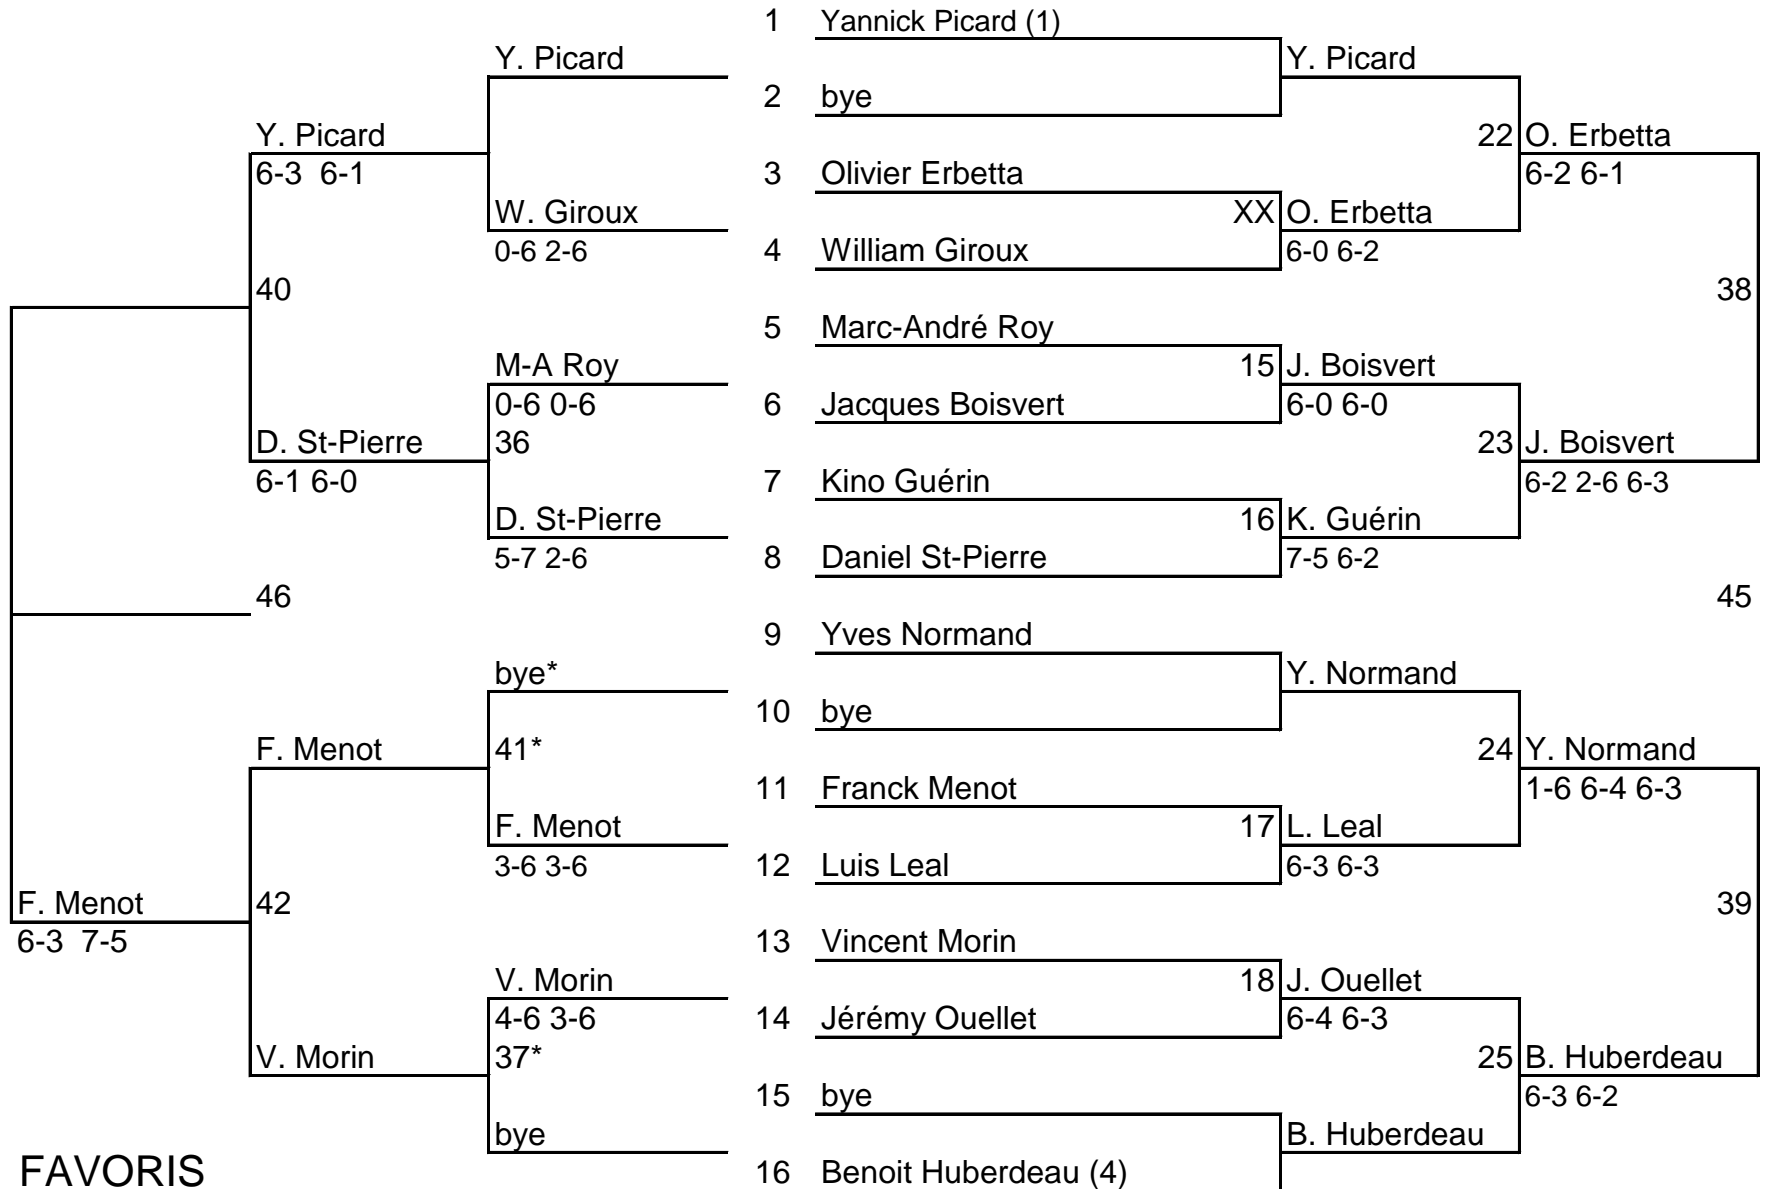 1 Yannick Picard (1)
Y. Picard Y. Picard
2 bye
Y. Picard 22 O. Erbetta
6-3 6-1 3 Olivier Erbetta 6-2 6-1
W. Giroux XX O. Erbetta
0-6 2-6 4 William Giroux 6-0 6-2
40 38
5 Marc-André Roy
M-A Roy 15 J. Boisvert
0-6 0-6 6 Jacques Boisvert 6-0 6-0
D. St-Pierre 36 23 J. Boisvert
6-1 6-0 7 Kino Guérin 6-2 2-6 6-3
D. St-Pierre 16 K. Guérin
5-7 2-6 8 Daniel St-Pierre 7-5 6-2
46 45
9 Yves Normand
bye* Y. Normand
10 bye
F. Menot 41* 24 Y. Normand
11 Franck Menot 1-6 6-4 6-3
F. Menot 17 L. Leal
3-6 3-6 12 Luis Leal 6-3 6-3
F. Menot 42 39
6-3 7-5 13 Vincent Morin
V. Morin 18 J. Ouellet
4-6 3-6 14 Jérémy Ouellet 6-4 6-3
V. Morin 37* 25 B. Huberdeau
15 bye 6-3 6-2
bye B. Huberdeau
FAVORIS 16 Benoit Huberdeau (4)